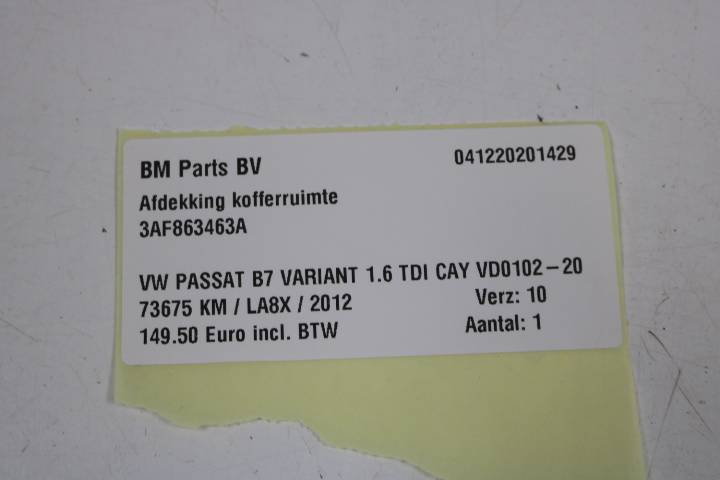 BM Parts BV 041220201429
Afdekking kofferruimte
3AF863463A
VW PASSAT B7 VARIANT 1.6 TDI CAY VD0102-20
73675 KM / LA8X / 2012 Verz: 10
149.50 Euro incl. BTW Aantal: 1